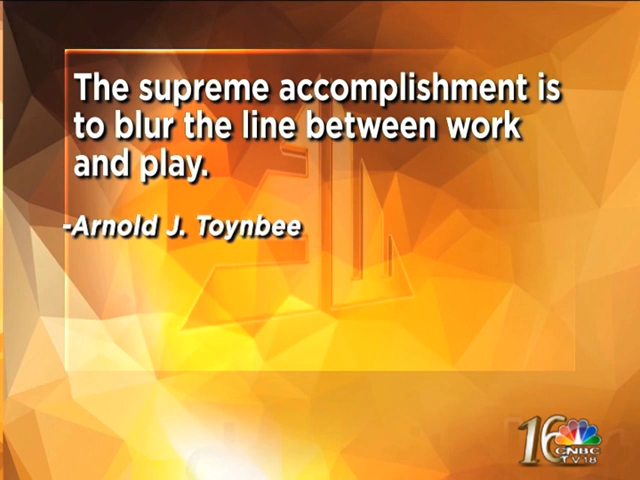 The supreme accomplishment is
to blur the line between work
and play.
-Arnold J. Toynbee
16
CNBC
TV18